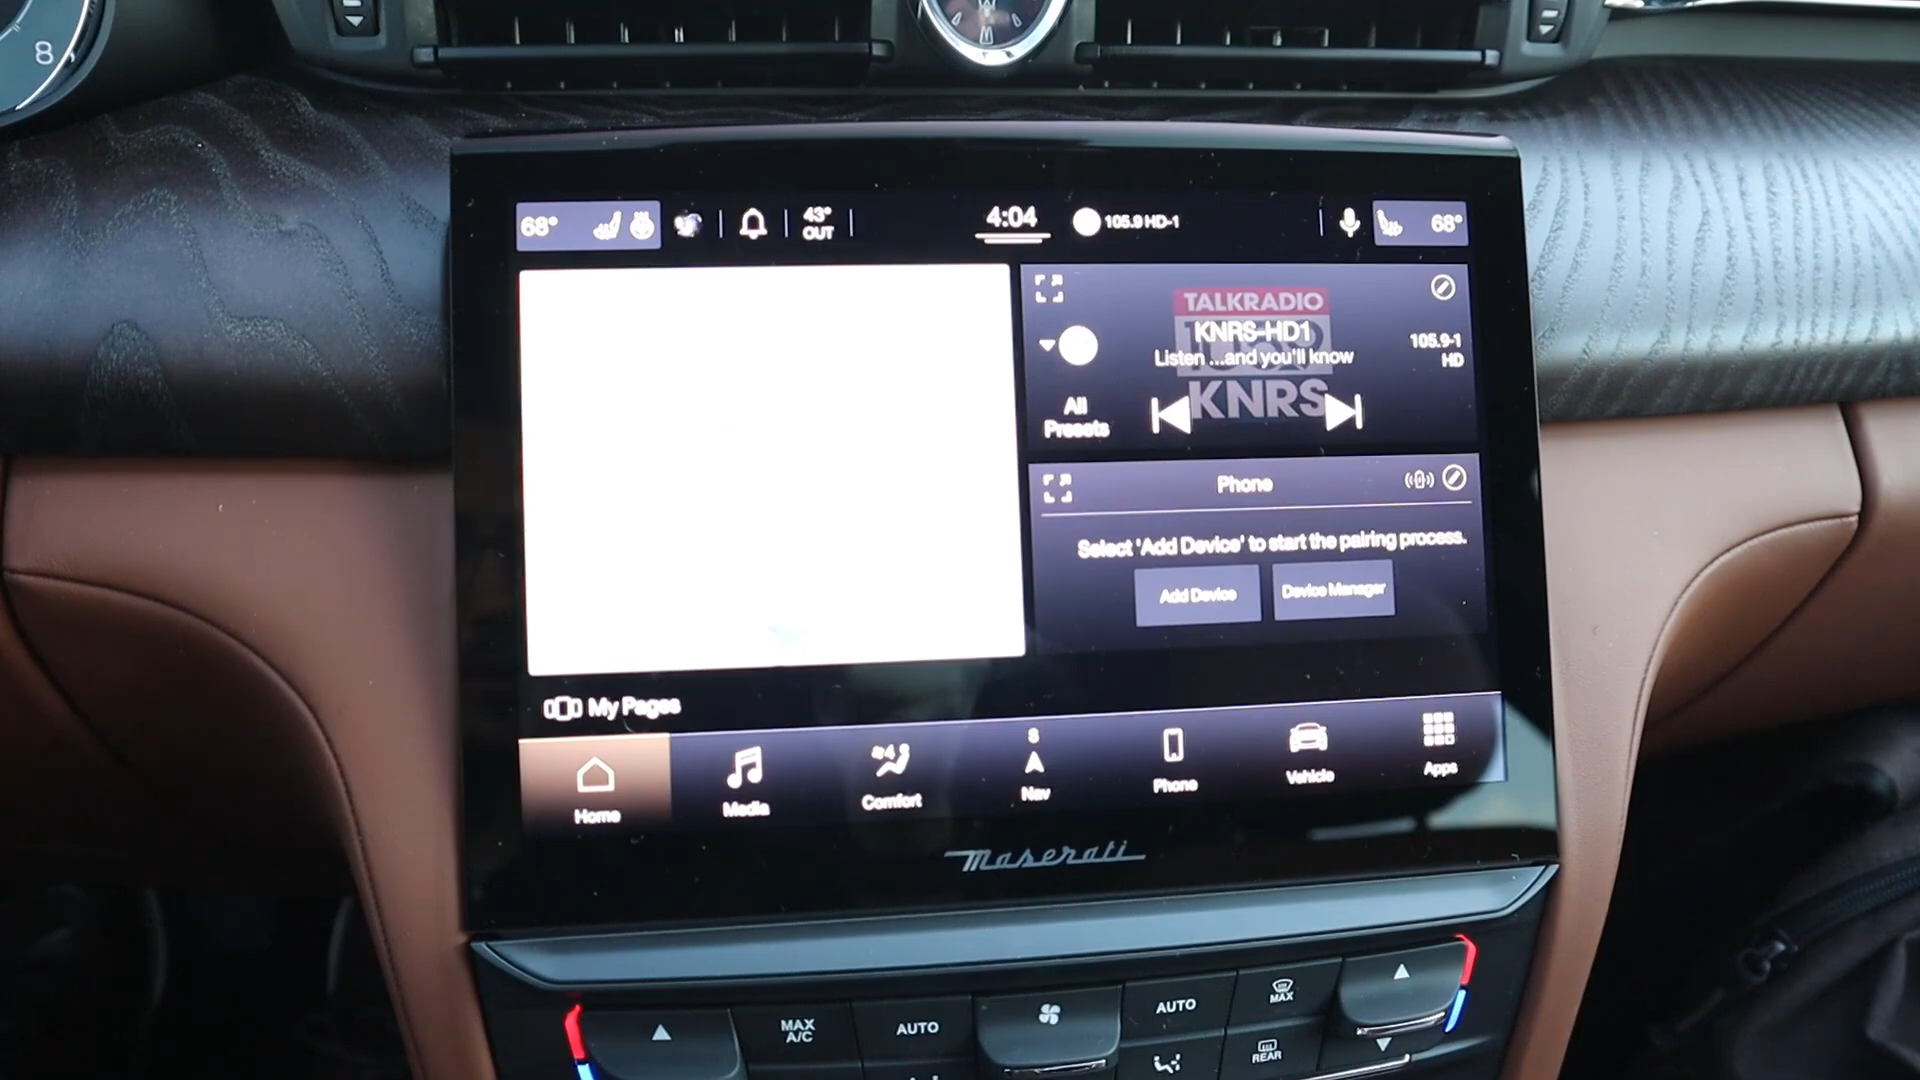 8
68°
43°
OUT
4:04
105.9 HD-1
68°
TALKRADIO
KNRS-HD1
Listen ...and you'll know
105.9-1
HD
All
Presets
KNRS
Phone
Select 'Add Device' to start the pairing process.
Add Device
Device Manager
My Pages
S
Home
Media
Comfort
Nav
Phone
Vehicle
Apps
Maserati
MAX
A/C
AUTO
AUTO
MAX
REAR